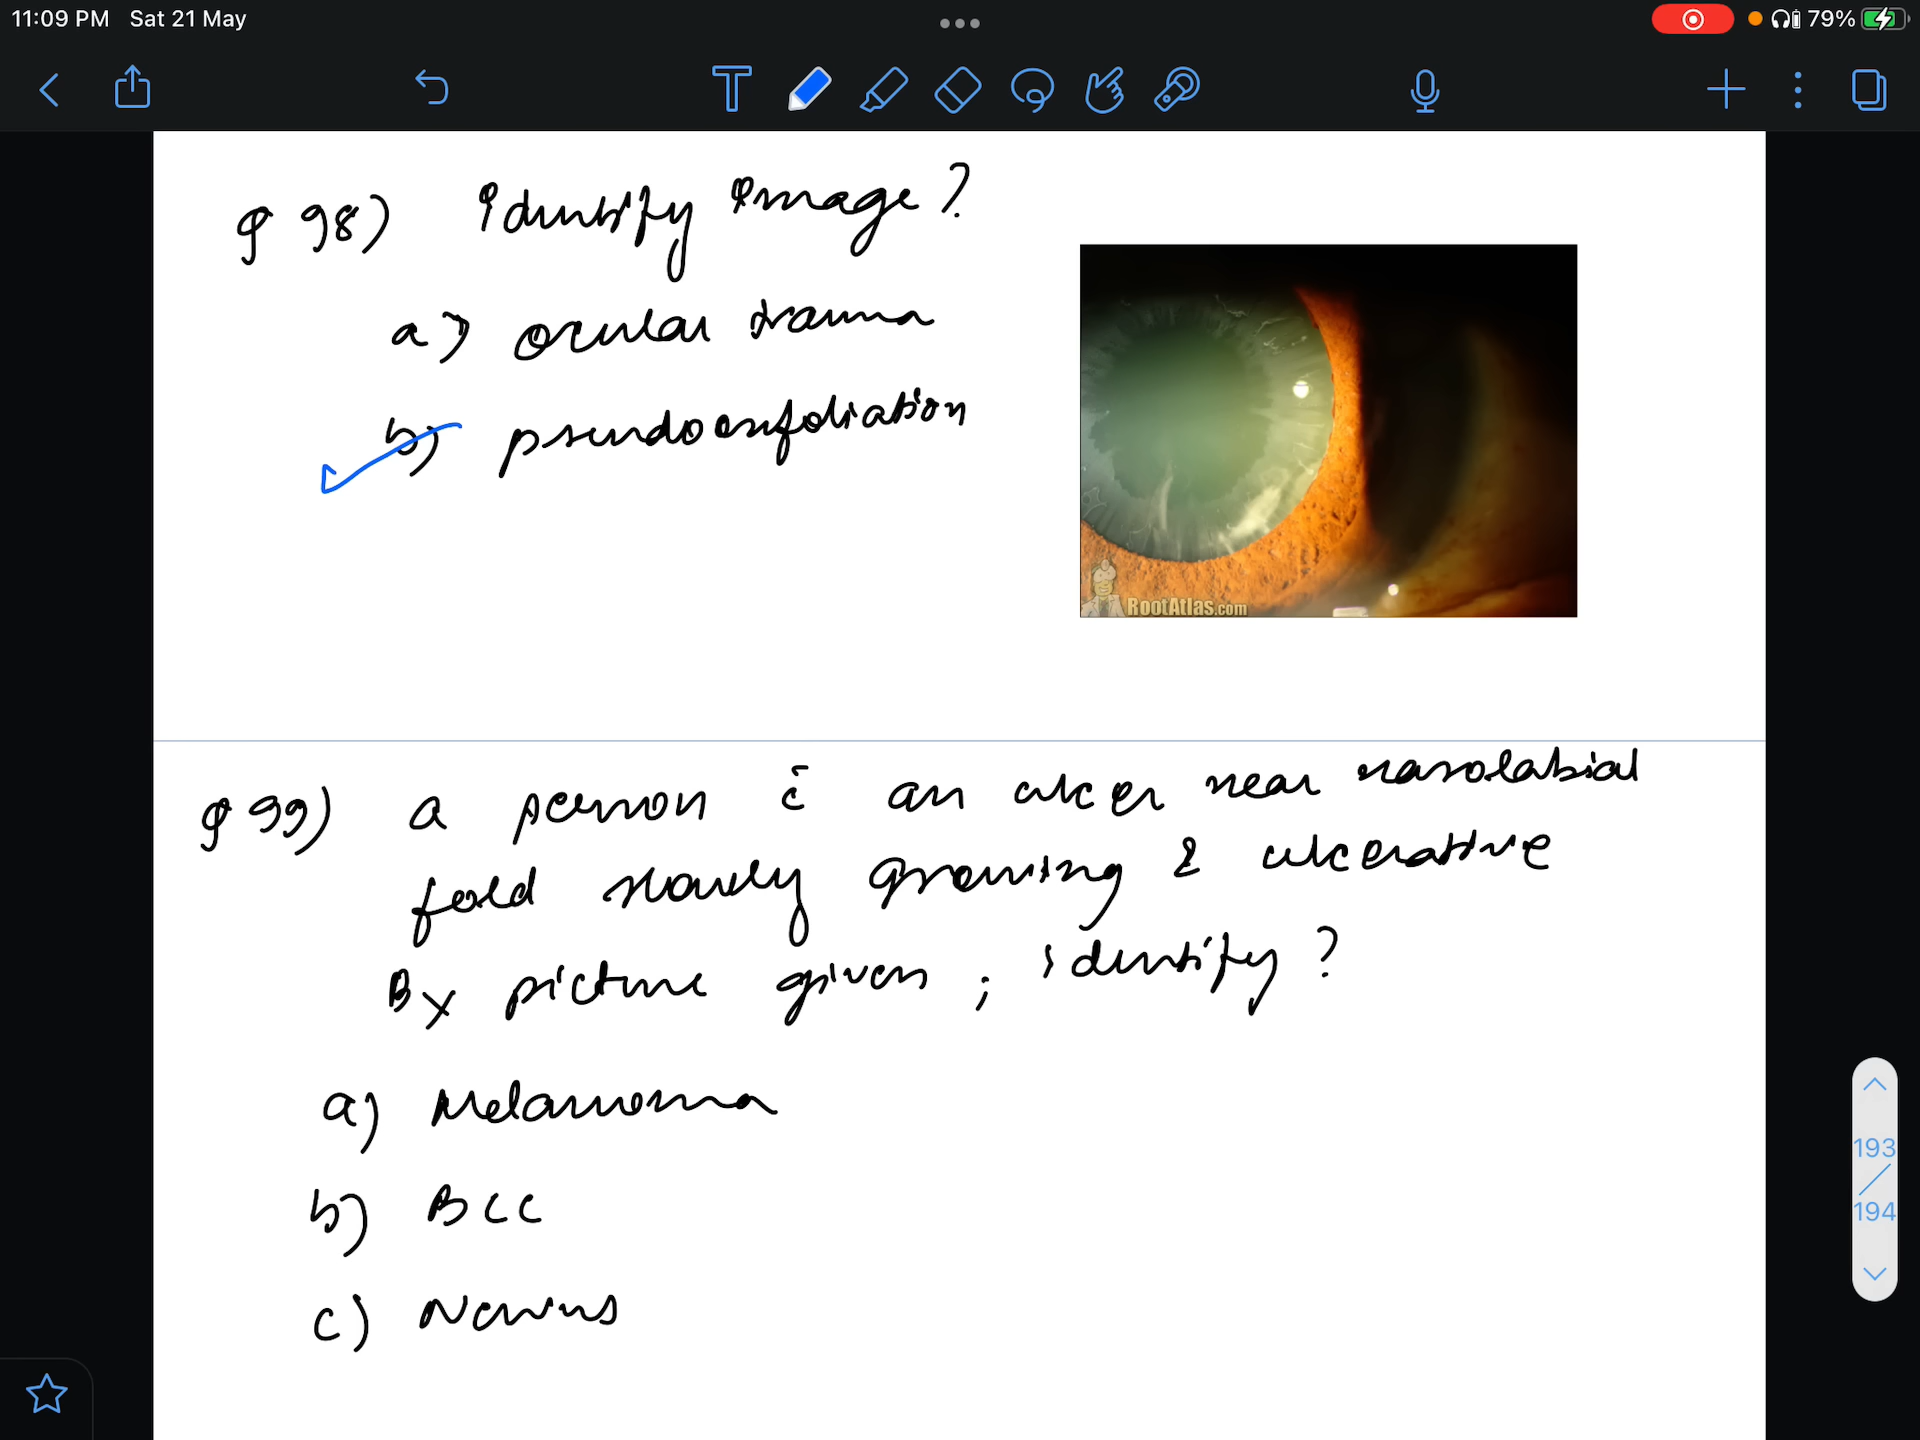 11:09 PM Sat 21 May
79%
Q 98) Identify Image?
a) ocular trauma
b) pseudoexfoliation
RootAtlas.com
Q 99) a person c̄ an ulcer near nasolabial
fold slowly growing & ulcerative
Bx picture given ; identify ?
a) Melanoma
b) BCC
c) Nevus
193
194